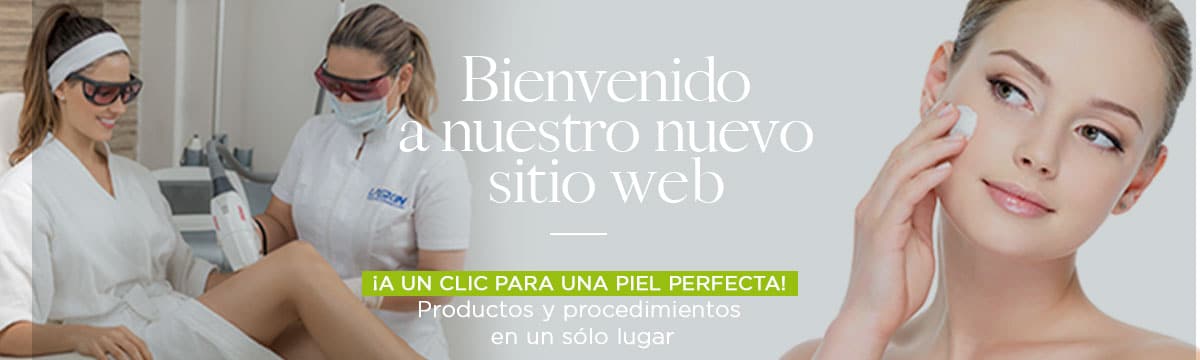 Bienvenido
a nuestro nuevo
sitio web
¡A UN CLIC PARA UNA PIEL PERFECTA!
Productos y procedimientos
en un sólo lugar